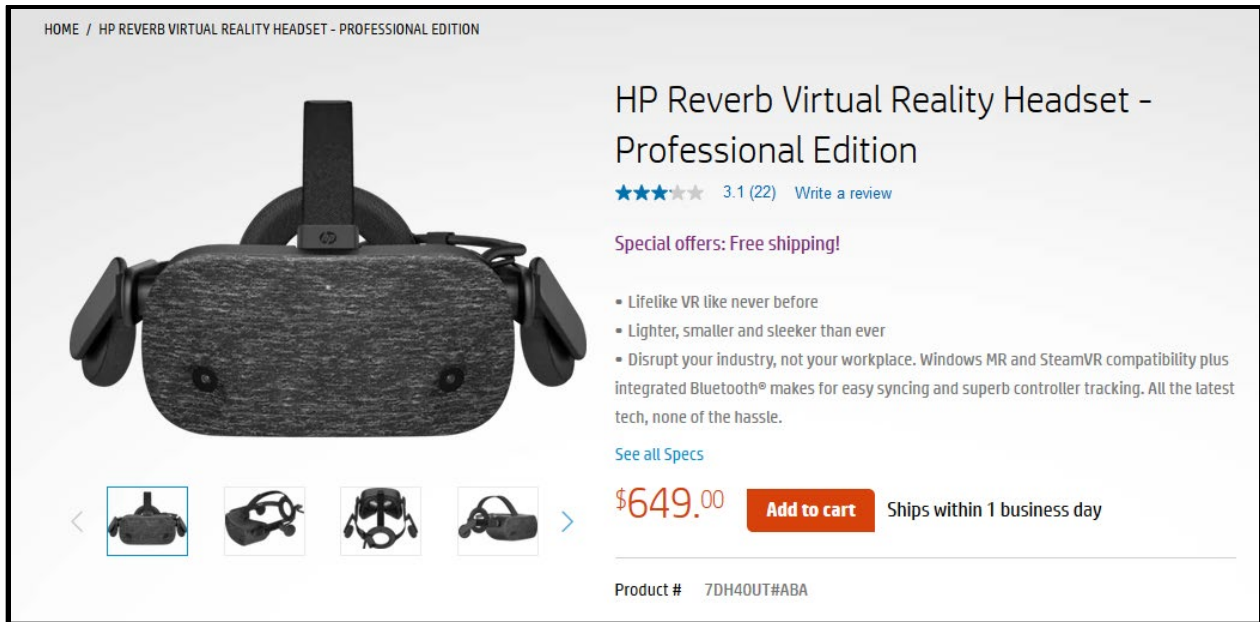 HOME / HP REVERB VIRTUAL REALITY HEADSET - PROFESSIONAL EDITION
hp
HP Reverb Virtual Reality Headset -
Professional Edition
3.1 (22) Write a review
Special offers: Free shipping!
• Lifelike VR like never before
• Lighter, smaller and sleeker than ever
• Disrupt your industry, not your workplace. Windows MR and SteamVR compatibility plus
integrated Bluetooth® makes for easy syncing and superb controller tracking. All the latest
tech, none of the hassle.
See all Specs
$649.00 Add to cart Ships within 1 business day
Product # 7DH40UT#ABA